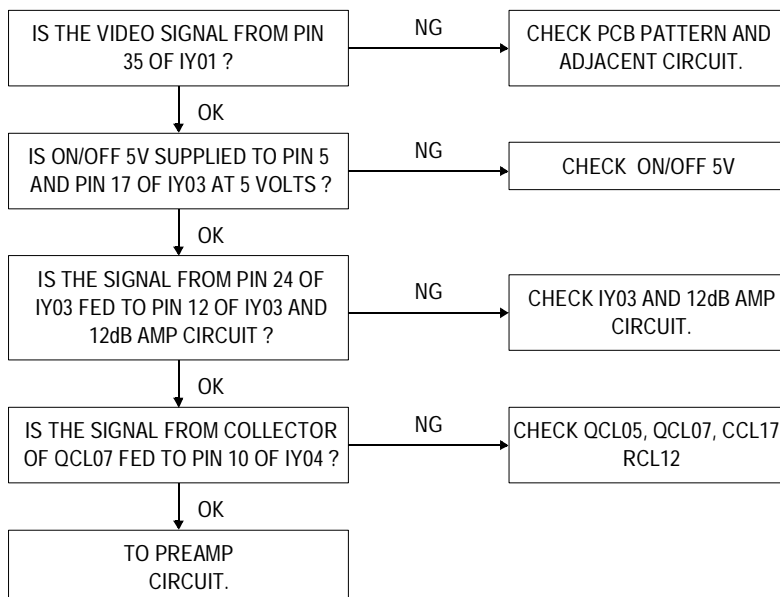 IS THE VIDEO SIGNAL FROM PIN
35 OF IY01 ?
NG
CHECK PCB PATTERN AND
ADJACENT CIRCUIT.
OK
IS ON/OFF 5V SUPPLIED TO PIN 5
AND PIN 17 OF IY03 AT 5 VOLTS ?
NG
CHECK ON/OFF 5V
OK
IS THE SIGNAL FROM PIN 24 OF
IY03 FED TO PIN 12 OF IY03 AND
12dB AMP CIRCUIT ?
NG
CHECK IY03 AND 12dB AMP
CIRCUIT.
OK
IS THE SIGNAL FROM COLLECTOR
OF QCL07 FED TO PIN 10 OF IY04 ?
NG
CHECK QCL05, QCL07, CCL17
RCL12
OK
TO PREAMP
CIRCUIT.